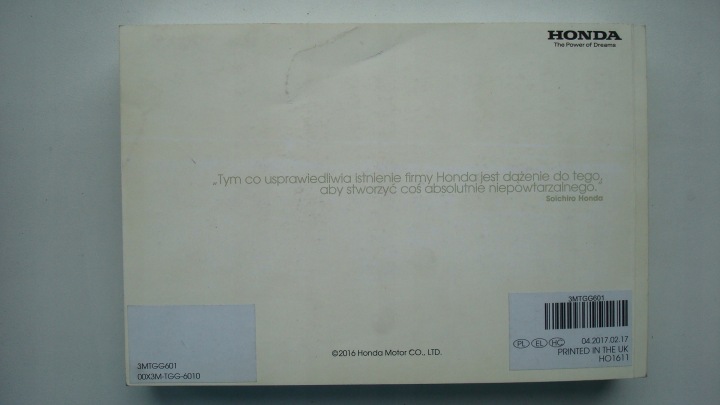 HONDA
The Power of Dreams
„Tym co usprawiedliwia istnienie firmy Honda jest dążenie do tego,
aby stworzyć coś absolutnie niepowtarzalnego.”
Soichiro Honda
3MTGG601
PL EL HC 04.2017.02.17
PRINTED IN THE UK
HO1611
©2016 Honda Motor CO., LTD.
3MTGG601
00X3M-TGG-6010